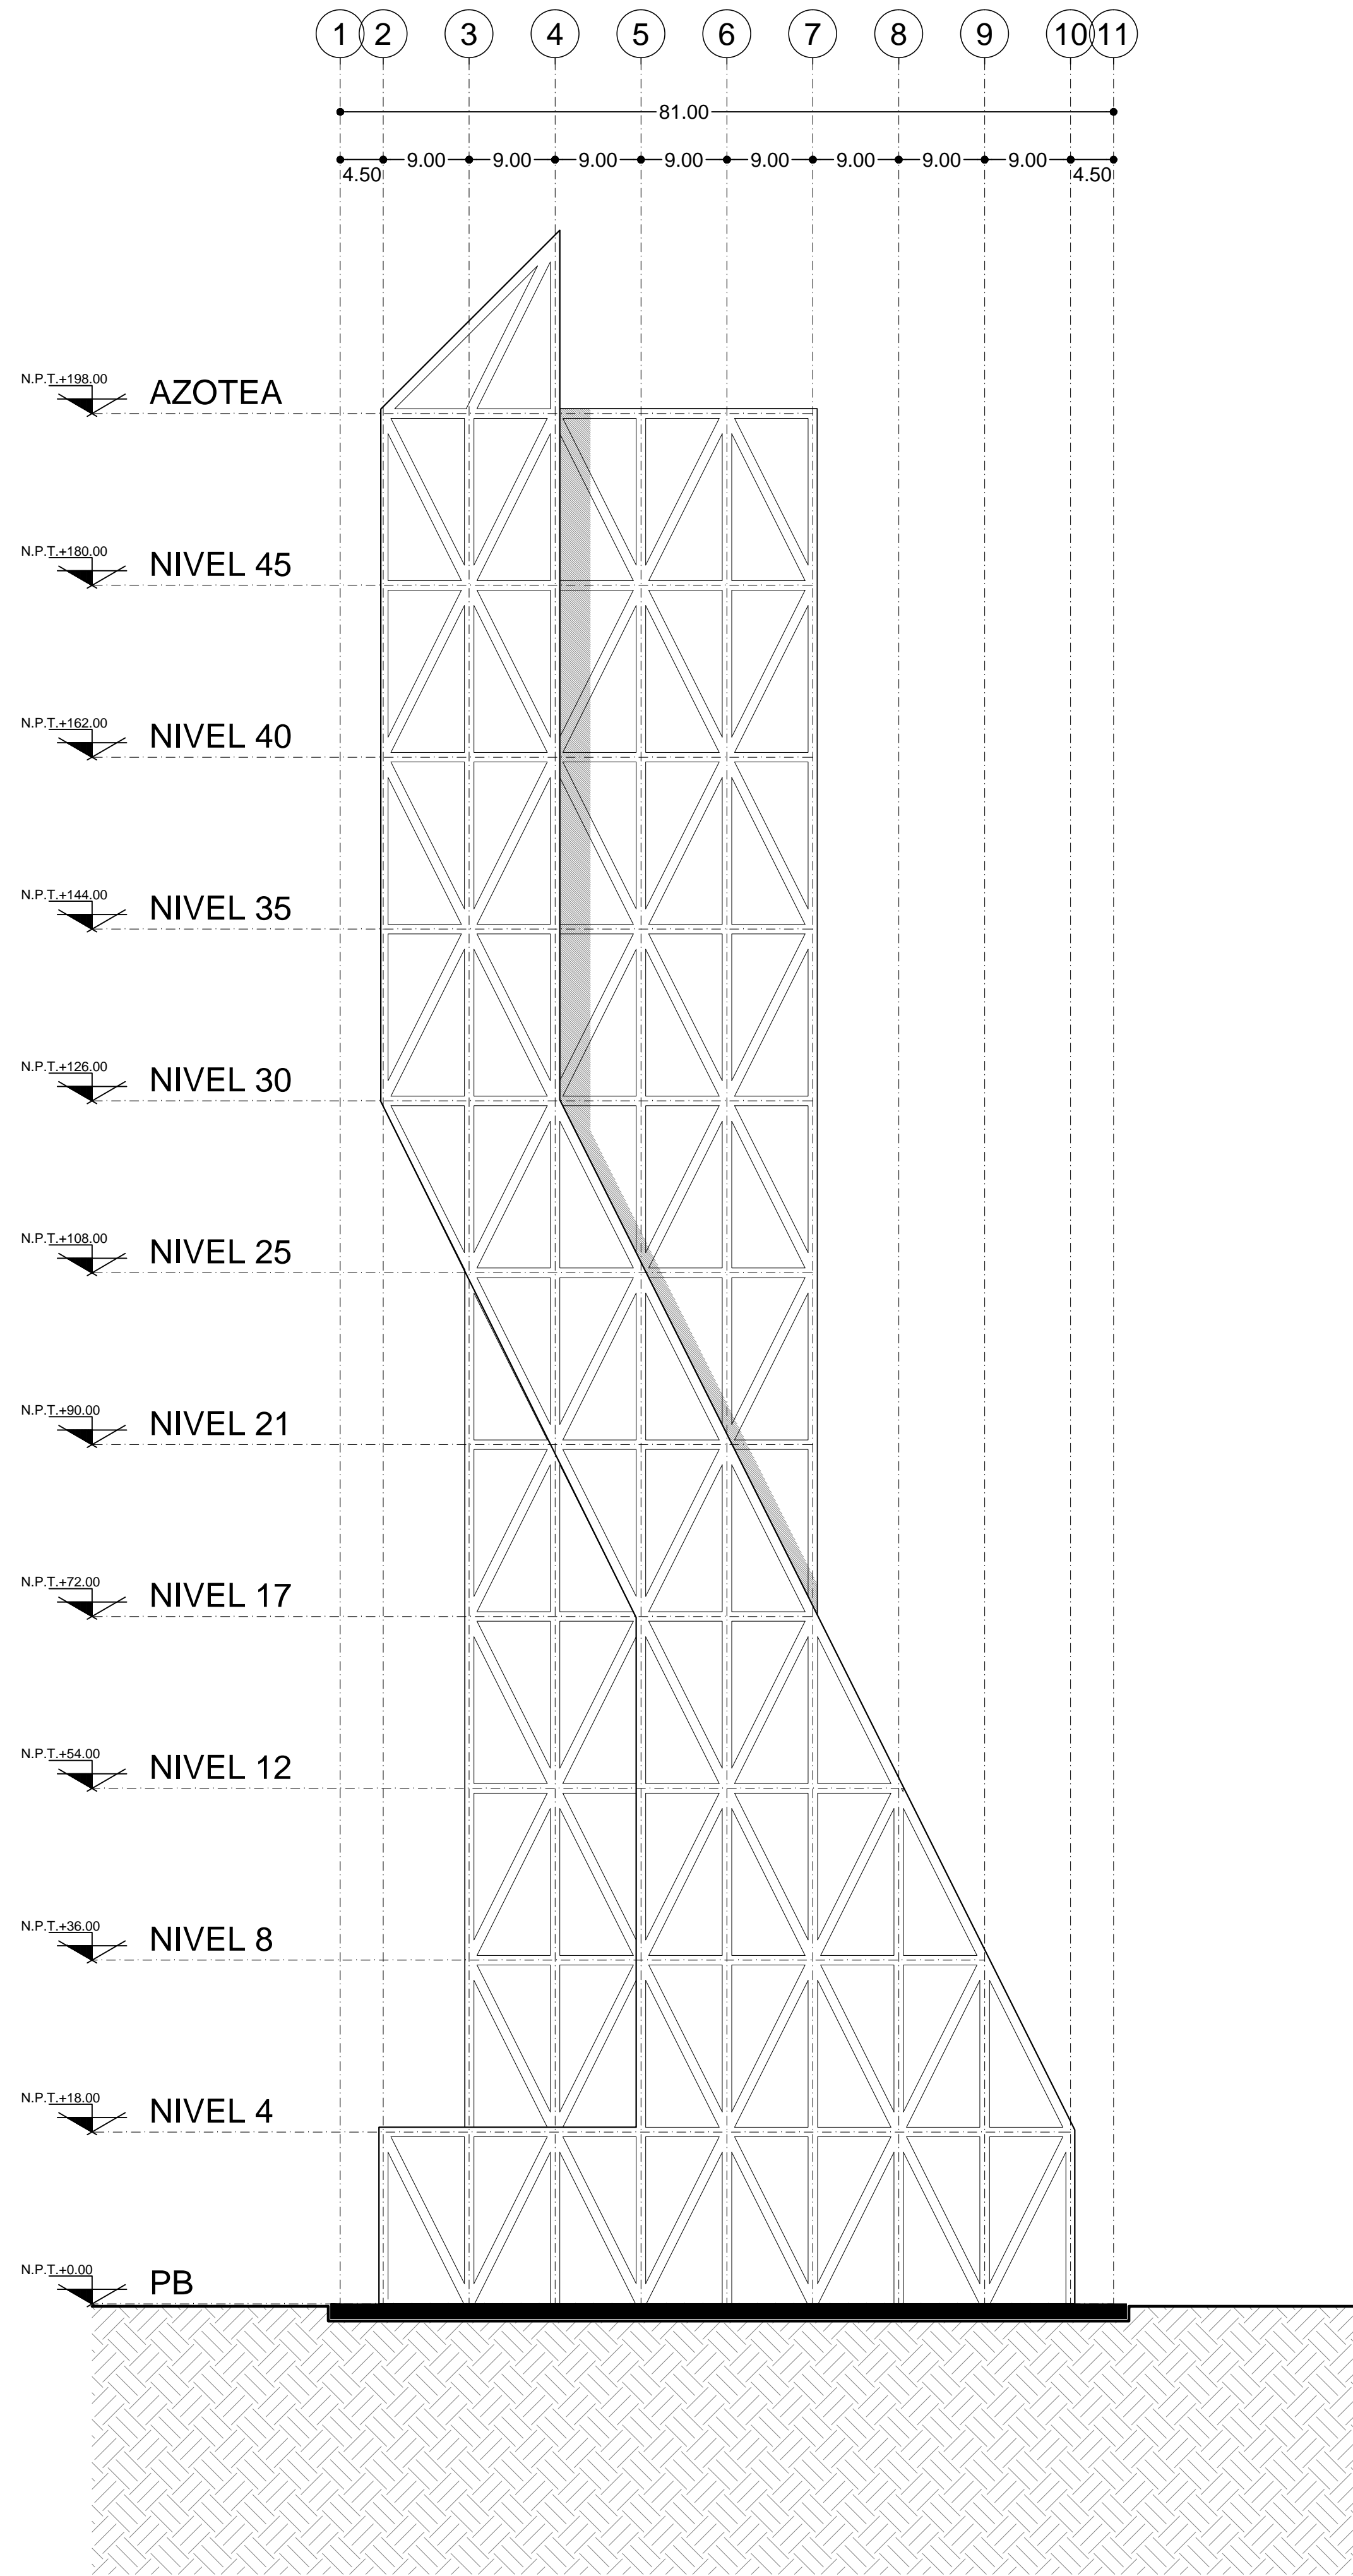 1 2 3 4 5 6 7 8 9 10 11
81.00
9.00 9.00 9.00 9.00 9.00 9.00 9.00 9.00
4.50 4.50
N.P.T.+198.00
AZOTEA
N.P.T.+180.00
NIVEL 45
N.P.T.+162.00
NIVEL 40
N.P.T.+144.00
NIVEL 35
N.P.T.+126.00
NIVEL 30
N.P.T.+108.00
NIVEL 25
N.P.T.+90.00
NIVEL 21
N.P.T.+72.00
NIVEL 17
N.P.T.+54.00
NIVEL 12
N.P.T.+36.00
NIVEL 8
N.P.T.+18.00
NIVEL 4
N.P.T.+0.00
PB